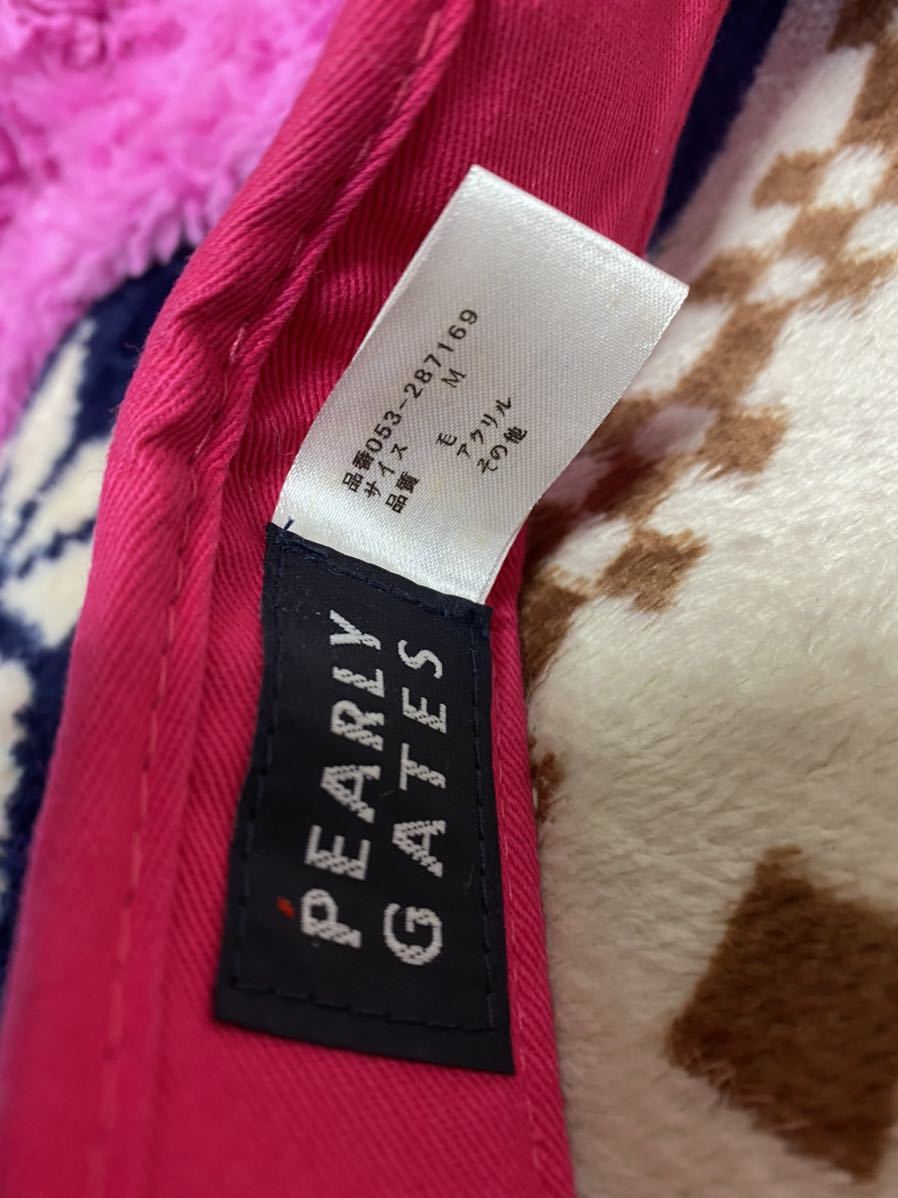 品番053-287169
サイズ M
品質 毛
アクリル
その他
PEARLY
GATES